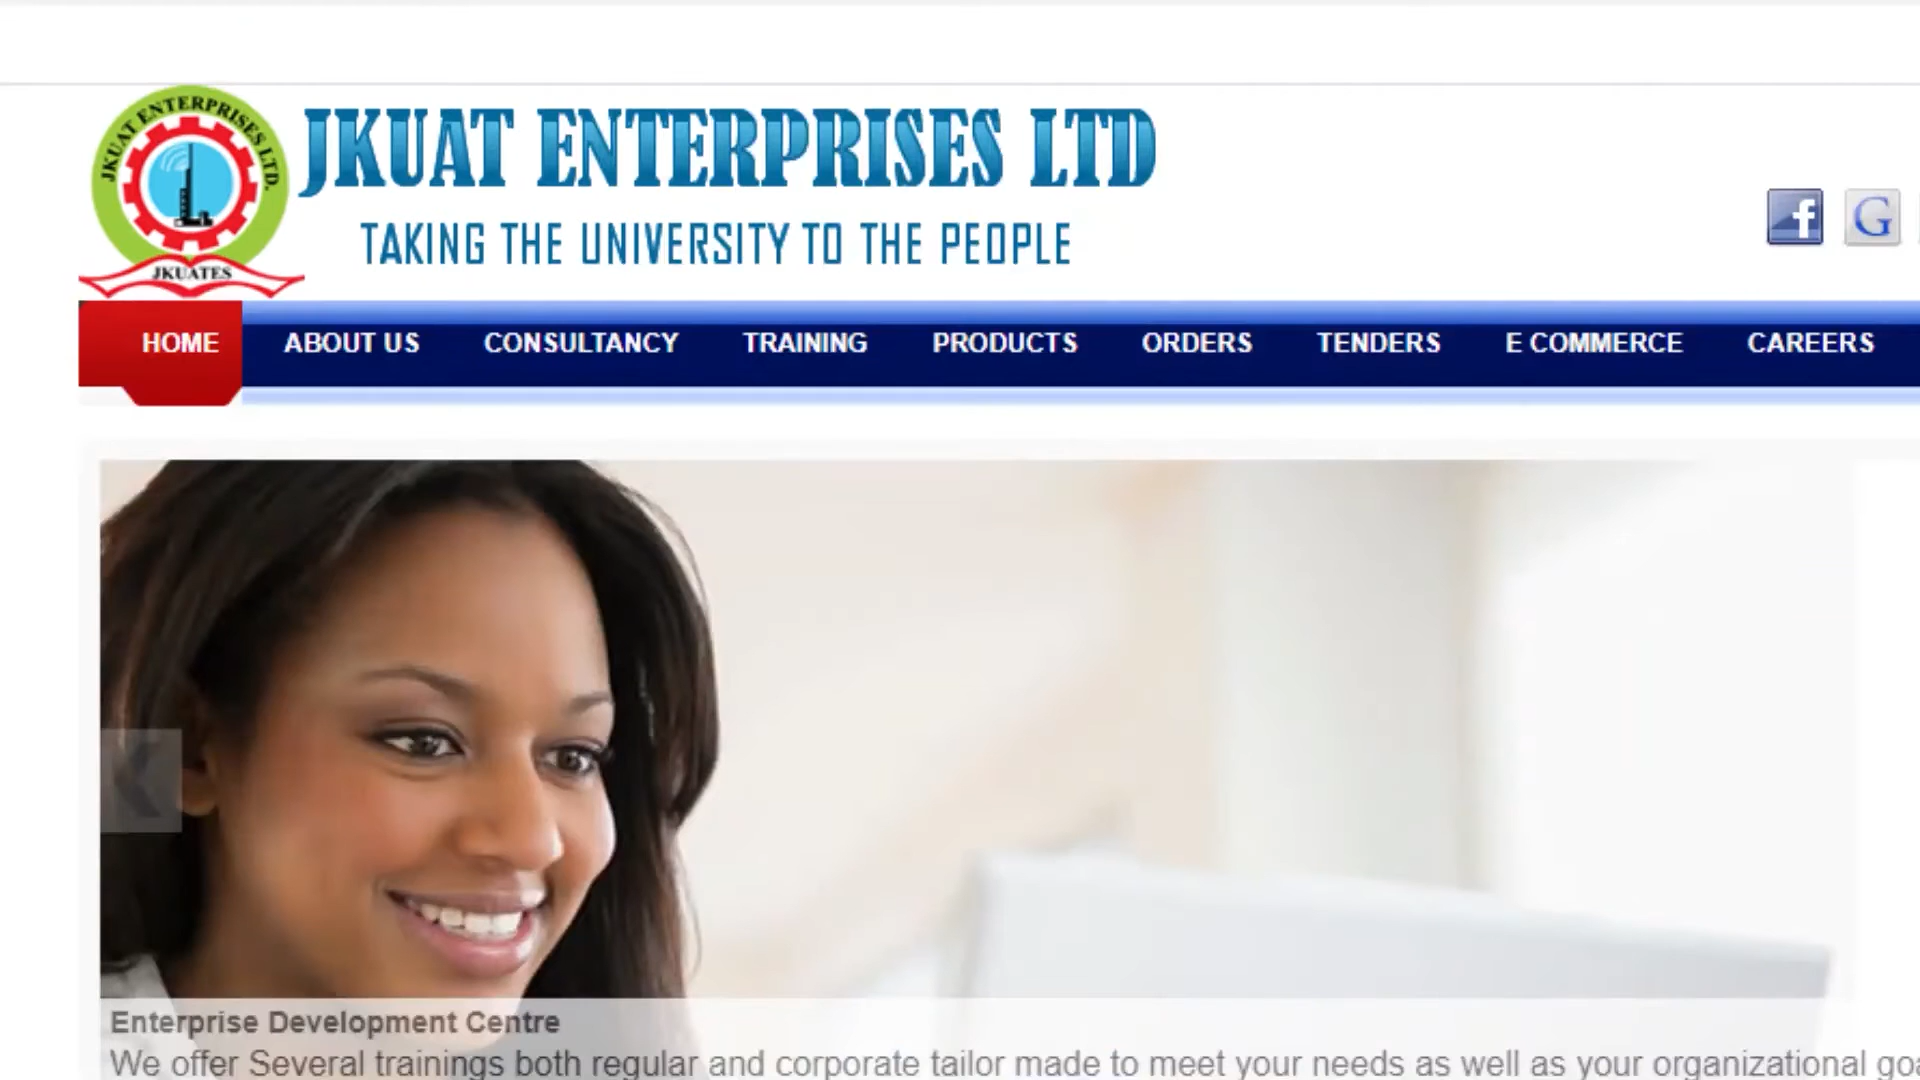 JKUAT ENTERPRISES LTD.
JKUATES
JKUAT ENTERPRISES LTD
TAKING THE UNIVERSITY TO THE PEOPLE
f
G
HOME ABOUT US CONSULTANCY TRAINING PRODUCTS ORDERS TENDERS E COMMERCE CAREERS
Enterprise Development Centre
We offer Several trainings both regular and corporate tailor made to meet your needs as well as your organizational